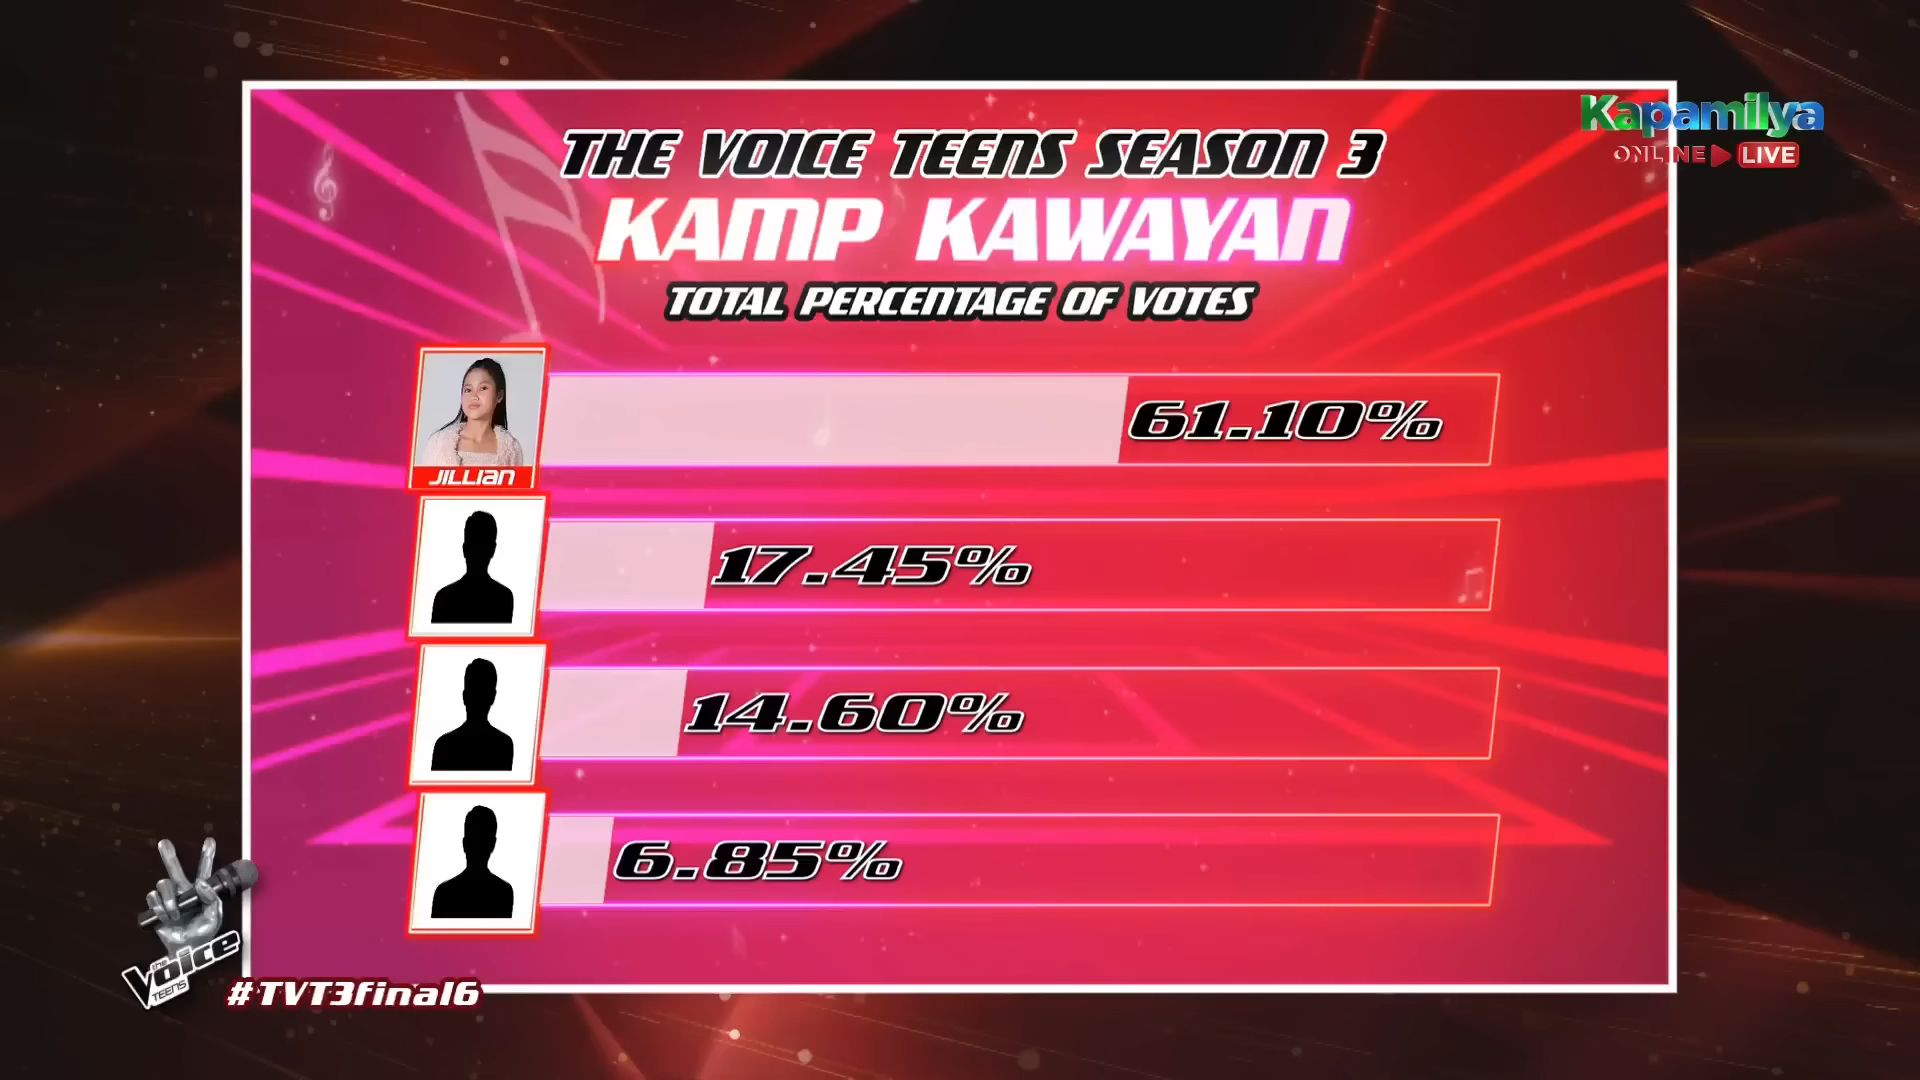 THE VOICE TEENS SEASON 3
Kapamilya
ONLINE LIVE
KAMP KAWAYAN
TOTAL PERCENTAGE OF VOTES
61.10%
JILLIAN
17.45%
14.60%
6.85%
the
Voice
TEENS
#TVT3final6